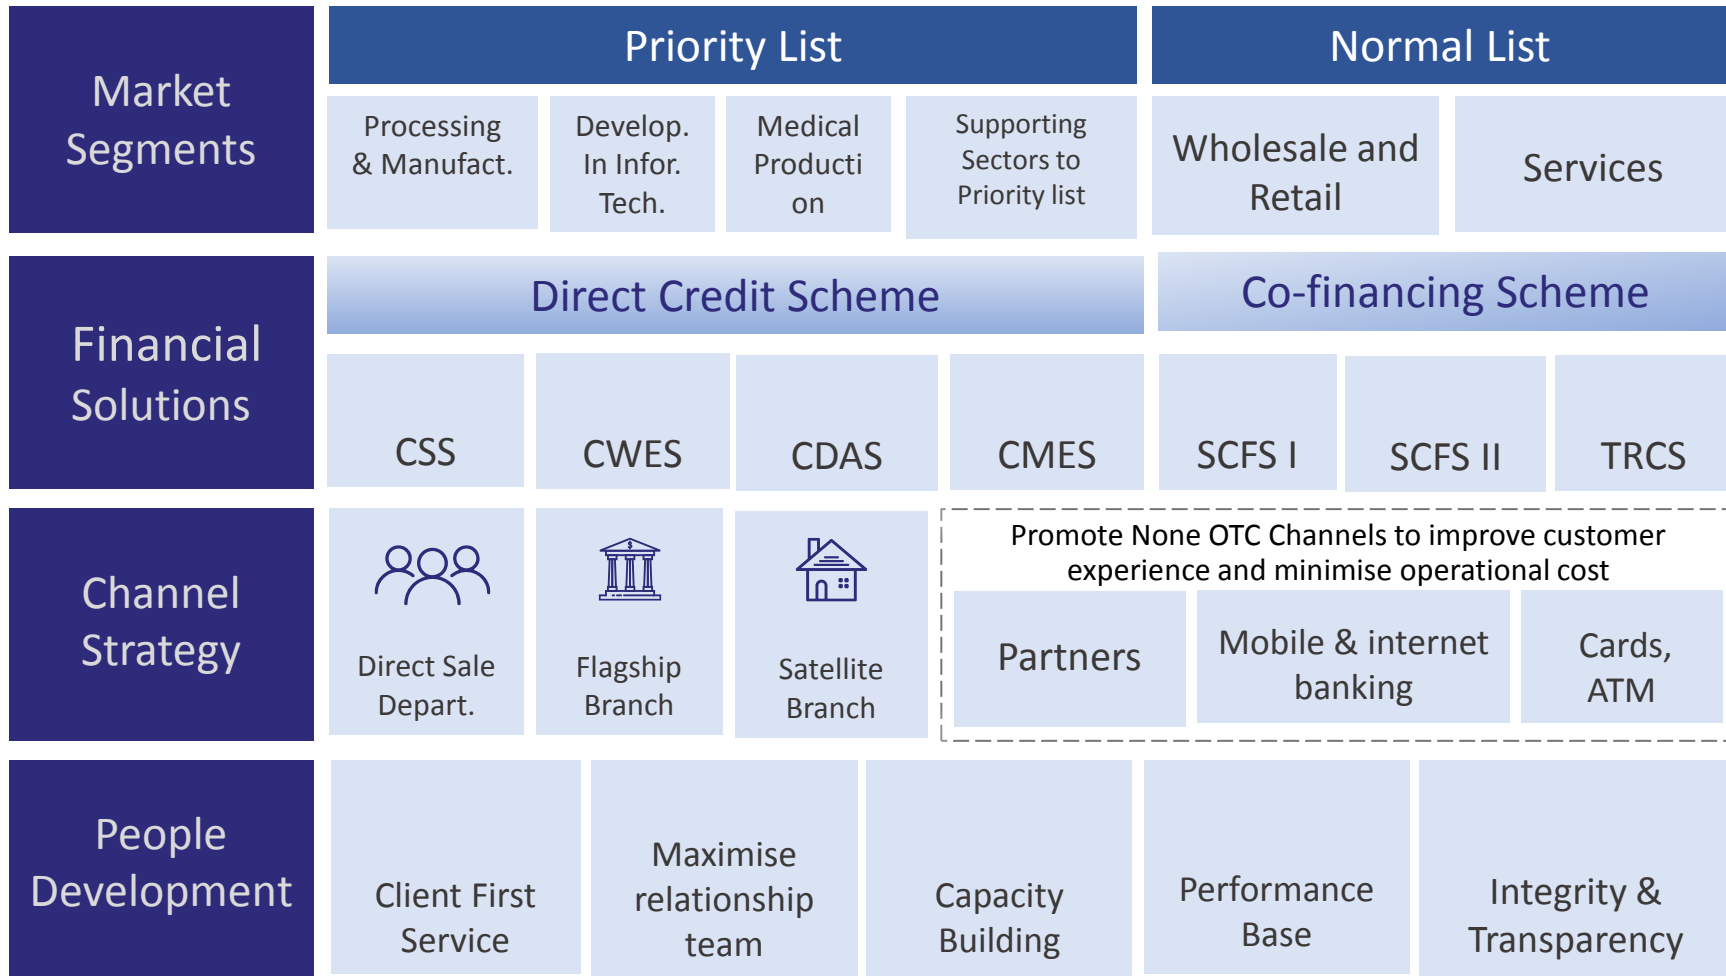 Market
Segments
Priority List
Normal List
Processing
& Manufact.
Develop.
In Infor.
Tech.
Medical
Producti
on
Supporting
Sectors to
Priority list
Wholesale and
Retail
Services
Financial
Solutions
Direct Credit Scheme
Co-financing Scheme
CSS
CWES
CDAS
CMES
SCFS I
SCFS II
TRCS
Channel
Strategy
$
Direct Sale
Depart.
Flagship
Branch
Satellite
Branch
Promote None OTC Channels to improve customer
experience and minimise operational cost
Partners
Mobile & internet
banking
Cards,
ATM
People
Development
Client First
Service
Maximise
relationship
team
Capacity
Building
Performance
Base
Integrity &
Transparency